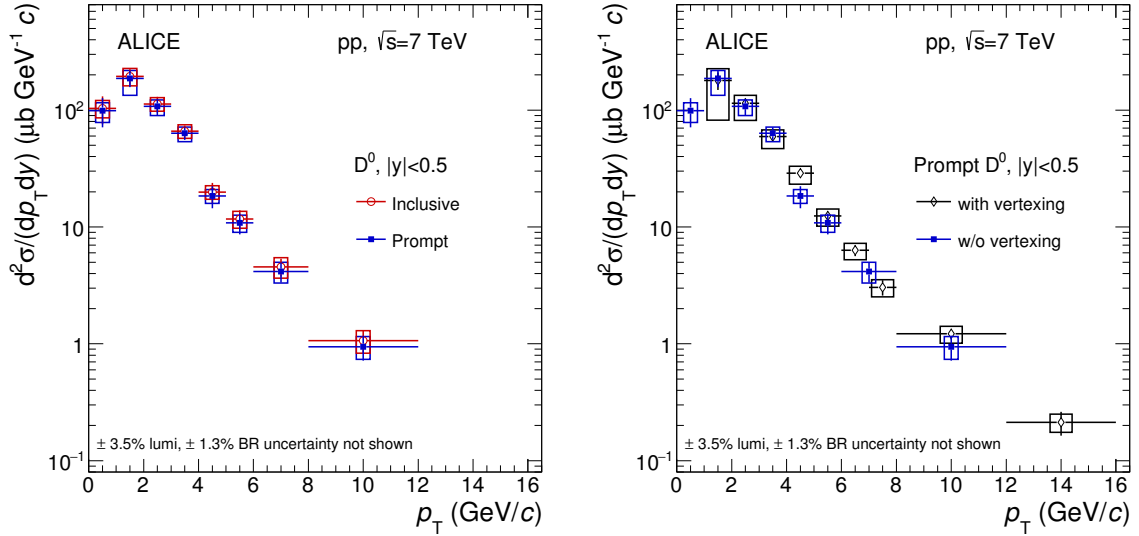 ALICE
pp, √s=7 TeV
d²σ/(dp_T dy) (μb GeV⁻¹ c)
10²
10
1
10⁻¹
D⁰, |y|<0.5
Inclusive
Prompt
± 3.5% lumi, ± 1.3% BR uncertainty not shown
0 2 4 6 8 10 12 14 16
p_T (GeV/c)
ALICE
pp, √s=7 TeV
d²σ/(dp_T dy) (μb GeV⁻¹ c)
10²
10
1
10⁻¹
Prompt D⁰, |y|<0.5
with vertexing
w/o vertexing
± 3.5% lumi, ± 1.3% BR uncertainty not shown
0 2 4 6 8 10 12 14 16
p_T (GeV/c)